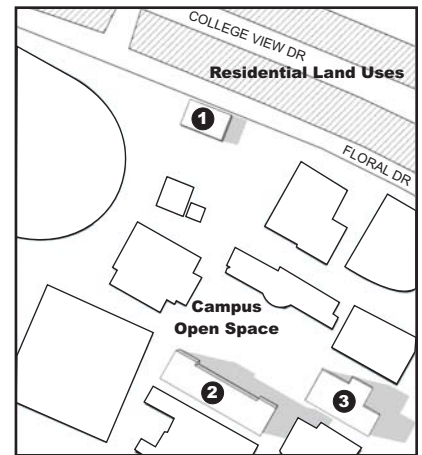 COLLEGE VIEW DR
Residential Land Uses
1
FLORAL DR
Campus
Open Space
2
3